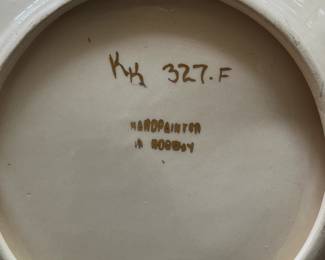 KK 327.F
HANDPAINTED
IN NORWAY